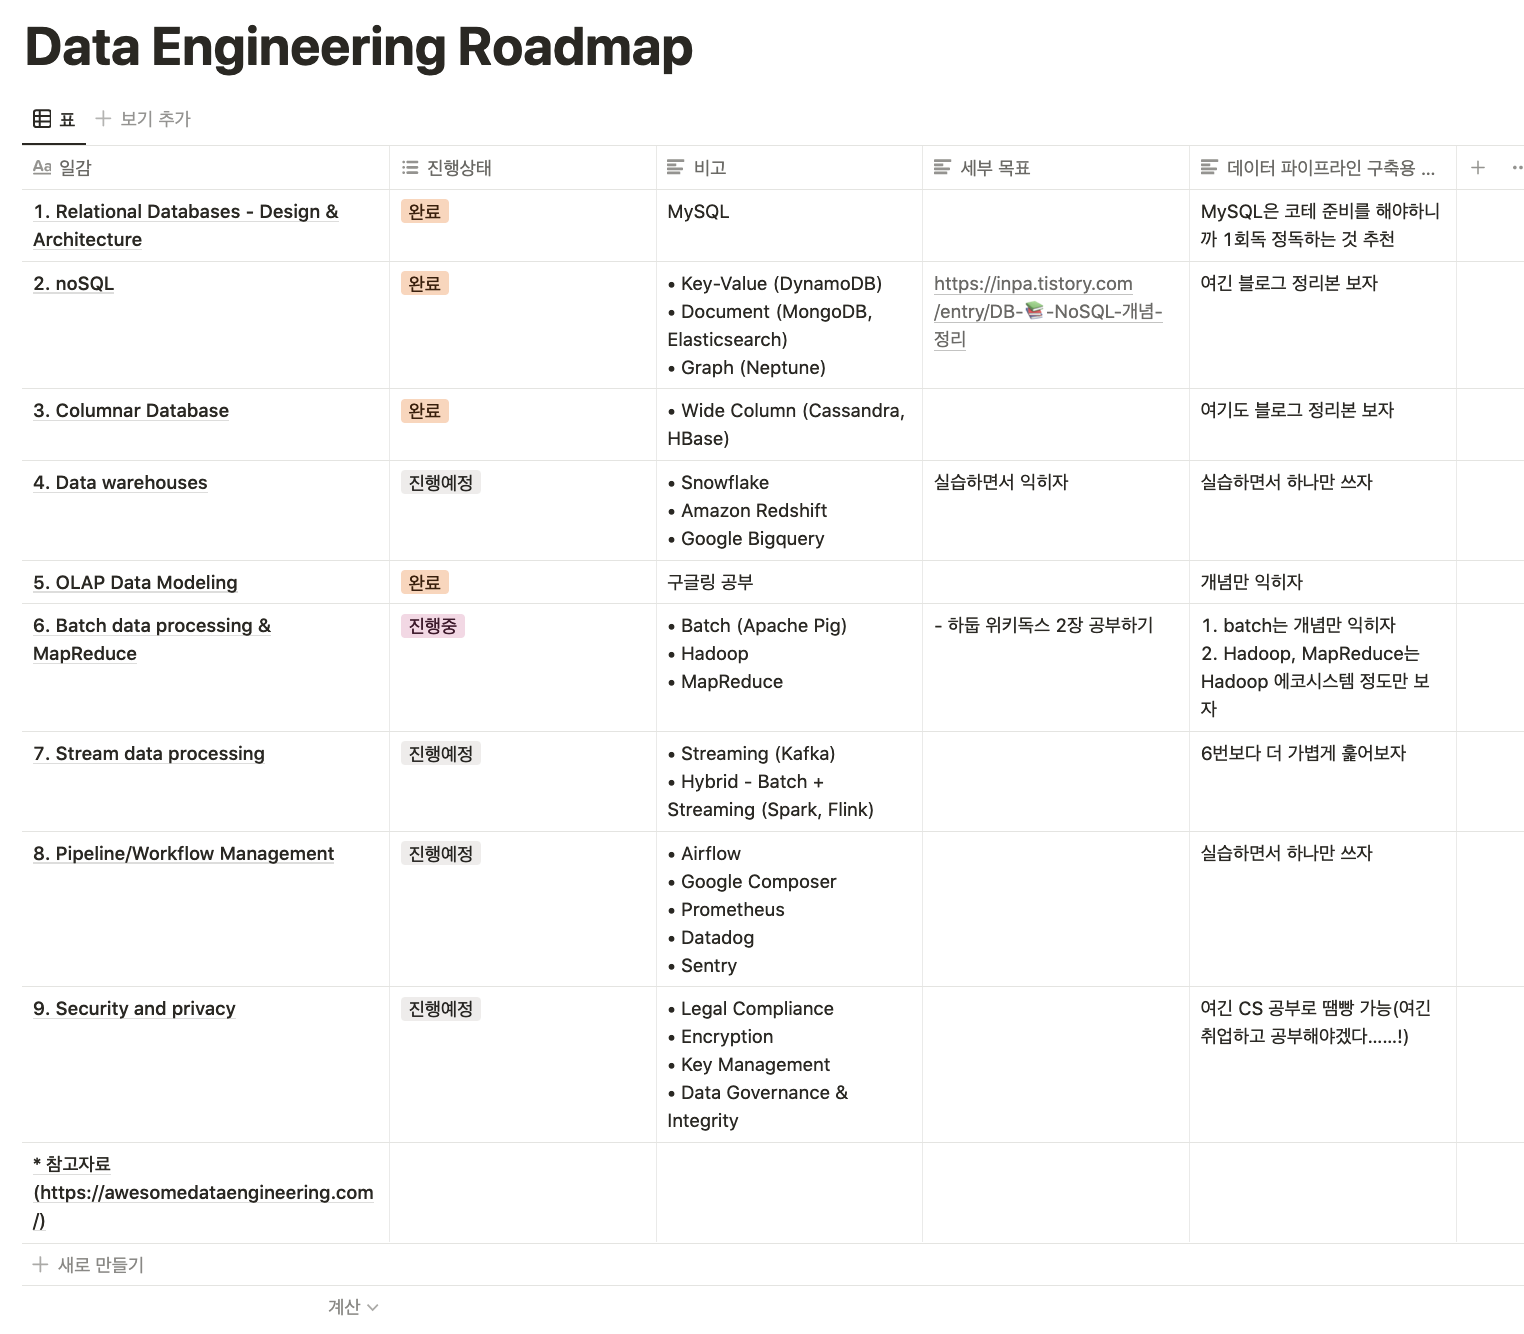 Data Engineering Roadmap
표 + 보기 추가
Aa 일감 진행상태 비고 세부 목표 데이터 파이프라인 구축용 ... + ..
1. Relational Databases - Design &
Architecture
완료
MySQL
MySQL은 코테 준비를 해야하니
까 1회독 정독하는 것 추천
2. noSQL
완료
• Key-Value (DynamoDB)
• Document (MongoDB,
Elasticsearch)
• Graph (Neptune)
https://inpa.tistory.com
/entry/DB-📚-NoSQL-개념-
정리
여긴 블로그 정리본 보자
3. Columnar Database
완료
• Wide Column (Cassandra,
HBase)
여기도 블로그 정리본 보자
4. Data warehouses
진행예정
• Snowflake
• Amazon Redshift
• Google Bigquery
실습하면서 익히자
실습하면서 하나만 쓰자
5. OLAP Data Modeling
완료
구글링 공부
개념만 익히자
6. Batch data processing &
MapReduce
진행중
• Batch (Apache Pig)
• Hadoop
• MapReduce
- 하둡 위키독스 2장 공부하기
1. batch는 개념만 익히자
2. Hadoop, MapReduce는
Hadoop 에코시스템 정도만 보
자
7. Stream data processing
진행예정
• Streaming (Kafka)
• Hybrid - Batch +
Streaming (Spark, Flink)
6번보다 더 가볍게 훑어보자
8. Pipeline/Workflow Management
진행예정
• Airflow
• Google Composer
• Prometheus
• Datadog
• Sentry
실습하면서 하나만 쓰자
9. Security and privacy
진행예정
• Legal Compliance
• Encryption
• Key Management
• Data Governance &
Integrity
여긴 CS 공부로 땜빵 가능(여긴
취업하고 공부해야겠다......!)
* 참고자료
(https://awesomedataengineering.com
/)
+ 새로 만들기
계산